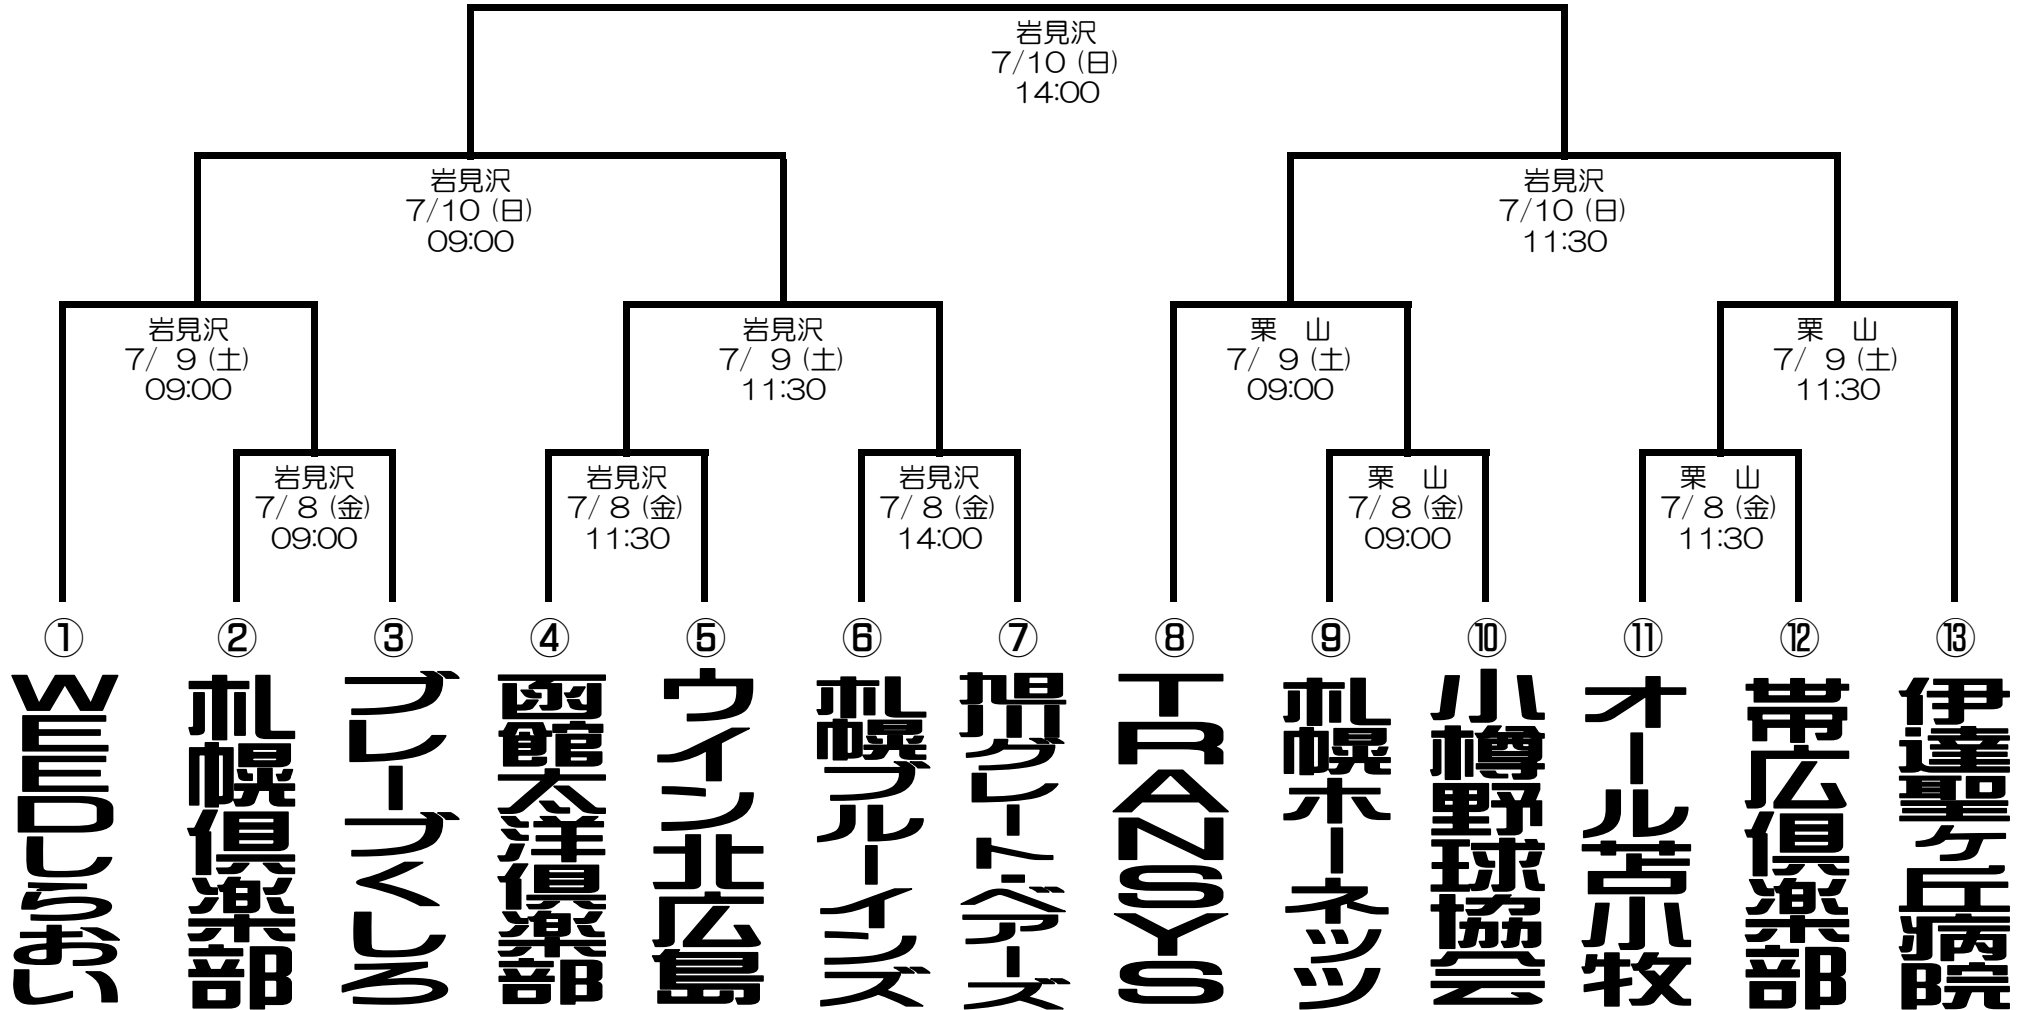 岩見沢
7/10 (日)
14:00
岩見沢
7/10 (日)
09:00
岩見沢
7/10 (日)
11:30
岩見沢
7/ 9 (土)
09:00
岩見沢
7/ 9 (土)
11:30
栗　山
7/ 9 (土)
09:00
栗　山
7/ 9 (土)
11:30
岩見沢
7/ 8 (金)
09:00
岩見沢
7/ 8 (金)
11:30
岩見沢
7/ 8 (金)
14:00
栗　山
7/ 8 (金)
09:00
栗　山
7/ 8 (金)
11:30
①
WEEDしらおい
②
札幌倶楽部
③
ブレーブくしろ
④
函館太洋倶楽部
⑤
ウイン北広島
⑥
札幌ブルーインズ
⑦
旭川グレートベアーズ
⑧
TRANSYS
⑨
札幌ホーネッツ
⑩
小樽野球協会
⑪
オール苫小牧
⑫
帯広倶楽部
⑬
伊達聖ヶ丘病院